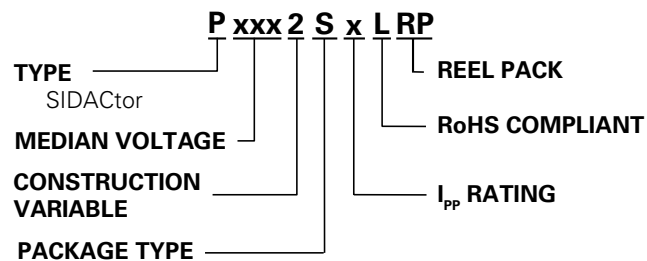 P xxx 2 S x L RP
TYPE
SIDACtor
MEDIAN VOLTAGE
CONSTRUCTION
VARIABLE
PACKAGE TYPE
REEL PACK
RoHS COMPLIANT
IPP RATING